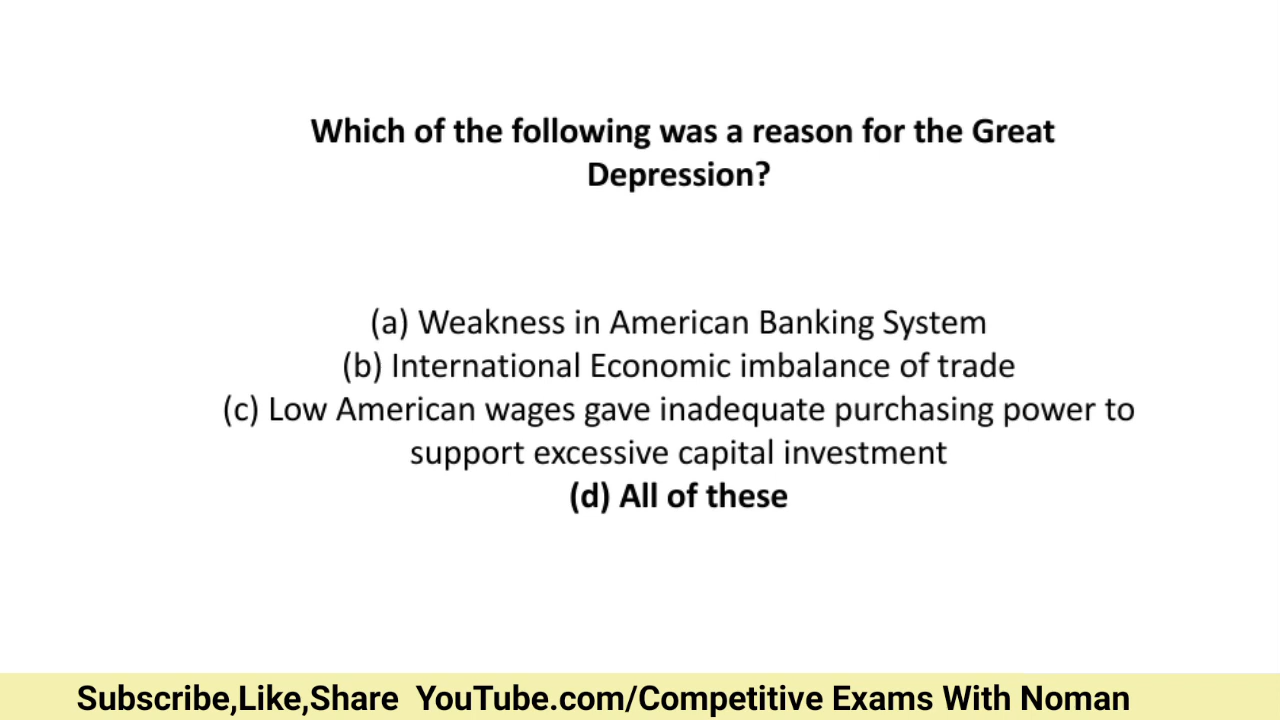 Which of the following was a reason for the Great
Depression?
(a) Weakness in American Banking System
(b) International Economic imbalance of trade
(c) Low American wages gave inadequate purchasing power to
support excessive capital investment
(d) All of these
Subscribe,Like,Share YouTube.com/Competitive Exams With Noman